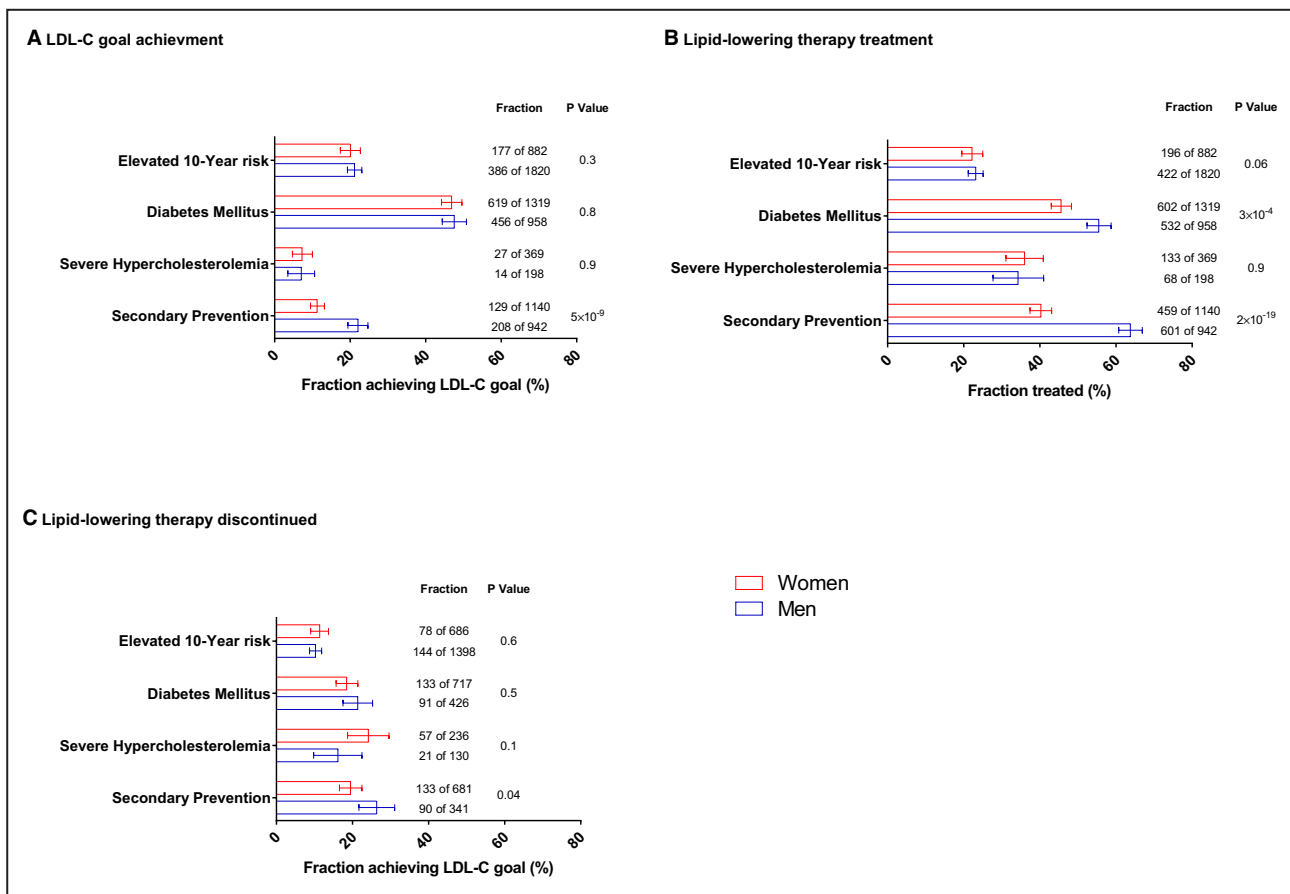 A LDL-C goal achievment
Fraction P Value
Elevated 10-Year risk 177 of 882 0.3
386 of 1820
Diabetes Mellitus 619 of 1319 0.8
456 of 958
Severe Hypercholesterolemia 27 of 369 0.9
14 of 198
Secondary Prevention 129 of 1140 5×10⁻⁹
208 of 942
0 20 40 60 80
Fraction achieving LDL-C goal (%)
B Lipid-lowering therapy treatment
Fraction P Value
Elevated 10-Year risk 196 of 882 0.06
422 of 1820
Diabetes Mellitus 602 of 1319 3×10⁻⁴
532 of 958
Severe Hypercholesterolemia 133 of 369 0.9
68 of 198
Secondary Prevention 459 of 1140 2×10⁻¹⁹
601 of 942
0 20 40 60 80
Fraction treated (%)
C Lipid-lowering therapy discontinued
Fraction P Value
Elevated 10-Year risk 78 of 686 0.6
144 of 1398
Diabetes Mellitus 133 of 717 0.5
91 of 426
Severe Hypercholesterolemia 57 of 236 0.1
21 of 130
Secondary Prevention 133 of 681 0.04
90 of 341
0 20 40 60 80
Fraction achieving LDL-C goal (%)
Women
Men